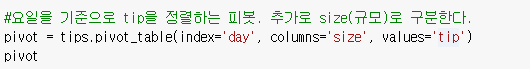 #요일을 기준으로 tip을 정렬하는 피봇. 추가로 size(규모)로 구분한다.
pivot = tips.pivot_table(index='day', columns='size', values='tip')
pivot